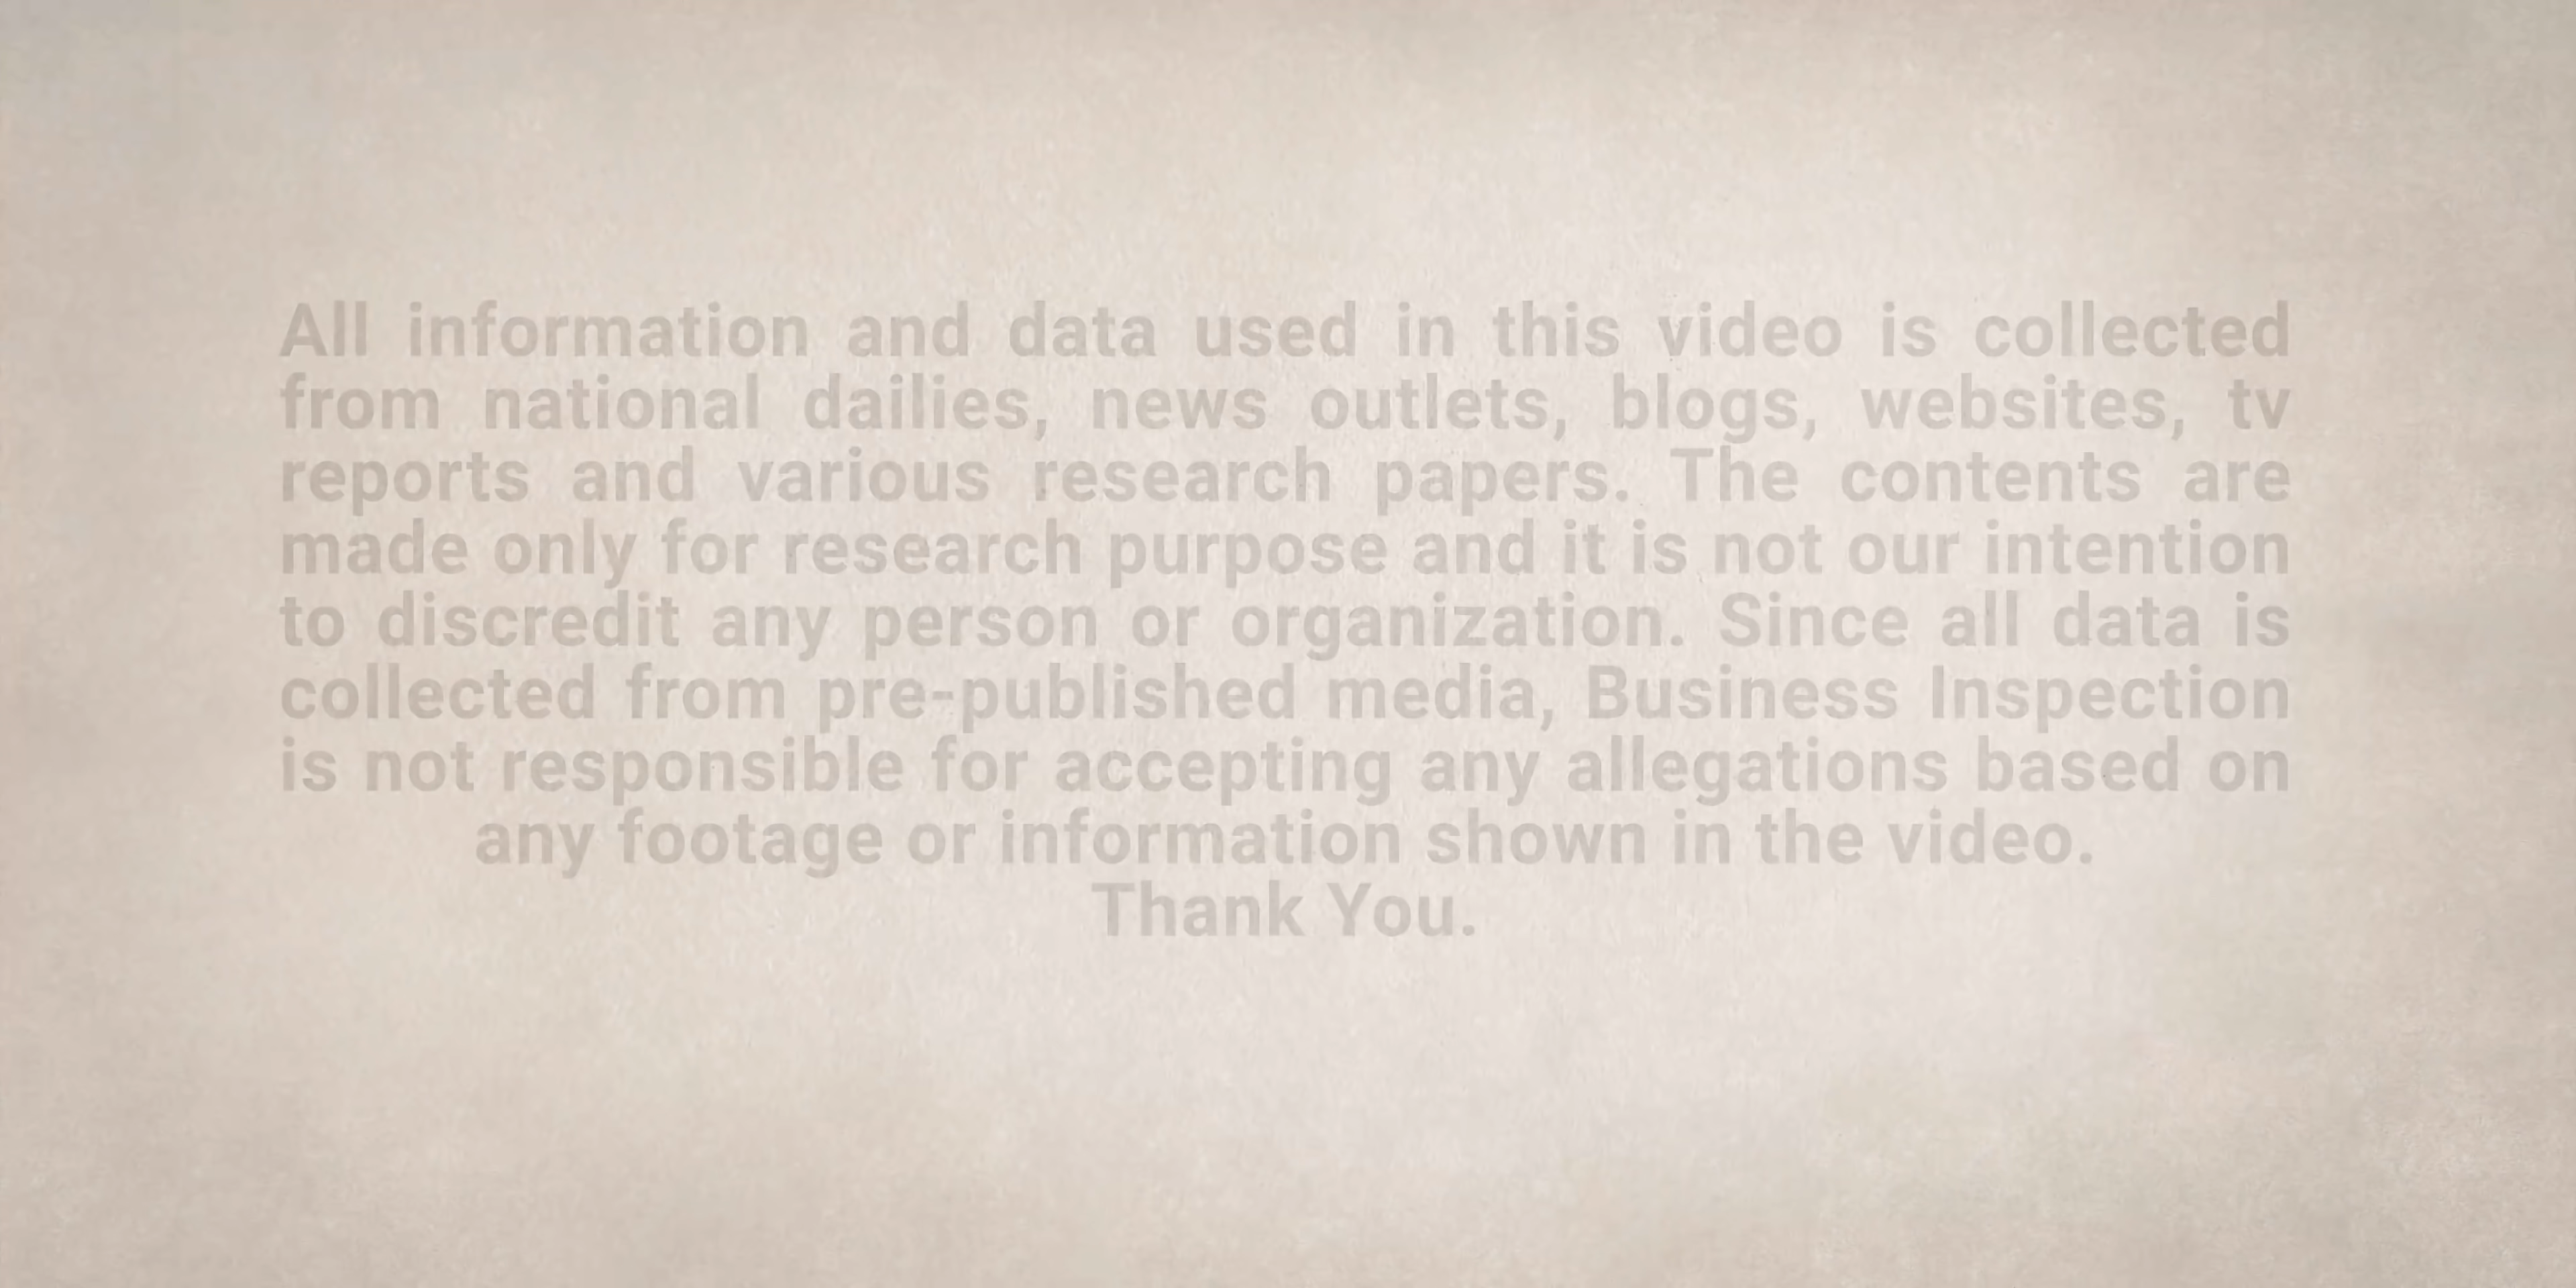 All information and data used in this video is collected
from national dailies, news outlets, blogs, websites, tv
reports and various research papers. The contents are
made only for research purpose and it is not our intention
to discredit any person or organization. Since all data is
collected from pre-published media, Business Inspection
is not responsible for accepting any allegations based on
any footage or information shown in the video.
Thank You.